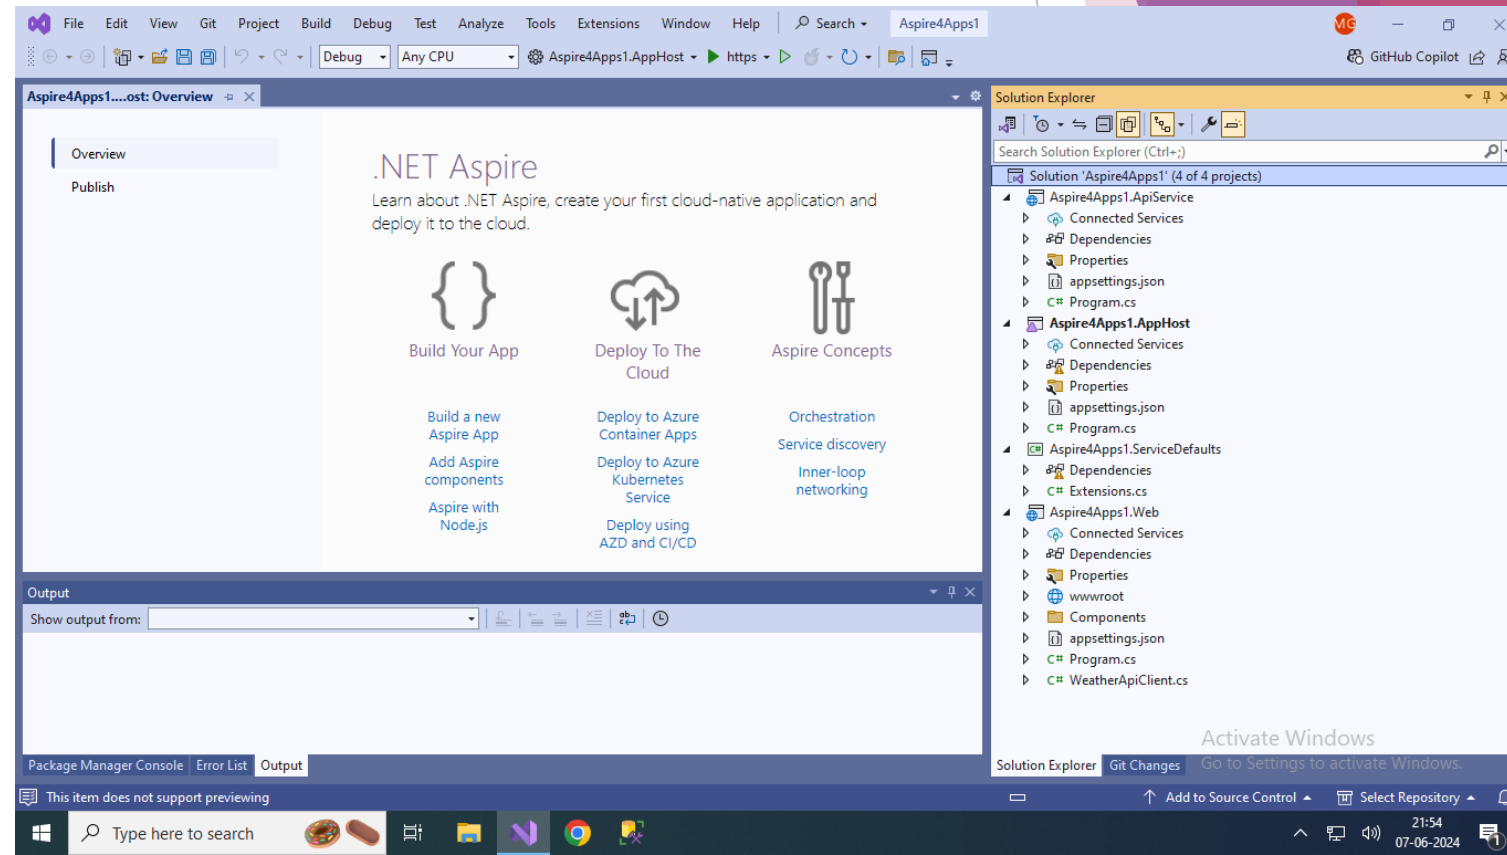 File Edit View Git Project Build Debug Test Analyze Tools Extensions Window Help Search Aspire4Apps1 MG
Debug Any CPU Aspire4Apps1.AppHost https GitHub Copilot
Aspire4Apps1....ost: Overview
Overview
Publish
.NET Aspire
Learn about .NET Aspire, create your first cloud-native application and
deploy it to the cloud.
Build Your App
Build a new
Aspire App
Add Aspire
components
Aspire with
Node.js
Deploy To The
Cloud
Deploy to Azure
Container Apps
Deploy to Azure
Kubernetes
Service
Deploy using
AZD and CI/CD
Aspire Concepts
Orchestration
Service discovery
Inner-loop
networking
Output
Show output from:
Package Manager Console Error List Output
Solution Explorer
Search Solution Explorer (Ctrl+;)
Solution 'Aspire4Apps1' (4 of 4 projects)
Aspire4Apps1.ApiService
Connected Services
Dependencies
Properties
appsettings.json
C# Program.cs
Aspire4Apps1.AppHost
Connected Services
Dependencies
Properties
appsettings.json
C# Program.cs
C# Aspire4Apps1.ServiceDefaults
Dependencies
C# Extensions.cs
Aspire4Apps1.Web
Connected Services
Dependencies
Properties
wwwroot
Components
appsettings.json
C# Program.cs
C# WeatherApiClient.cs
Activate Windows
Go to Settings to activate Windows.
Solution Explorer Git Changes
This item does not support previewing Add to Source Control Select Repository
Type here to search 21:54
07-06-2024 1